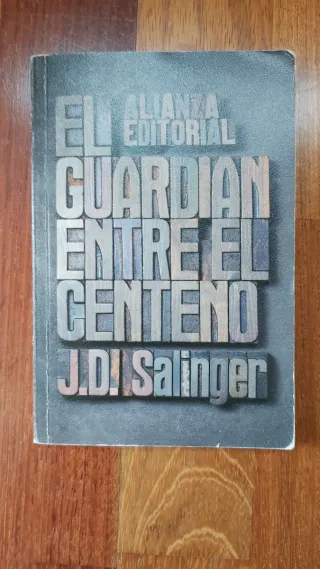 EL
ALIANZA
EDITORIAL
GUARDIAN
ENTRE EL
CENTENO
J.D. Salinger